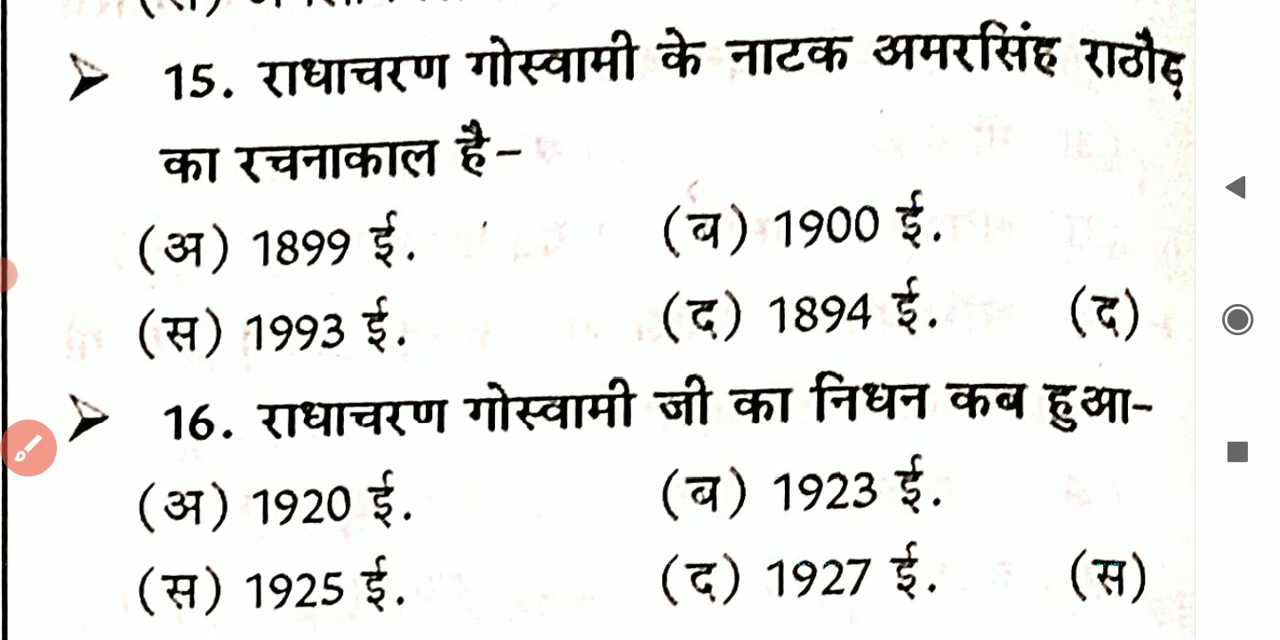 15. राधाचरण गोस्वामी के नाटक अमरसिंह राठौड़
का रचनाकाल है-
(अ) 1899 ई. (ब) 1900 ई.
(स) 1993 ई. (द) 1894 ई. (द)
16. राधाचरण गोस्वामी जी का निधन कब हुआ-
(अ) 1920 ई. (ब) 1923 ई.
(स) 1925 ई. (द) 1927 ई. (स)